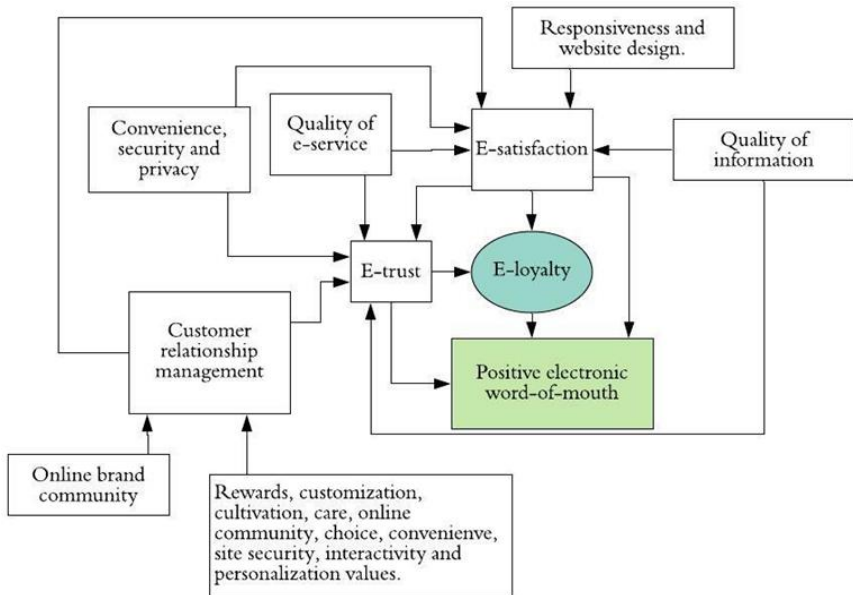 Responsiveness and
website design.
Convenience,
security and
privacy
Quality of
e-service
E-satisfaction
Quality of
information
E-trust
E-loyalty
Customer
relationship
management
Positive electronic
word-of-mouth
Online brand
community
Rewards, customization,
cultivation, care, online
community, choice, convenienve,
site security, interactivity and
personalization values.